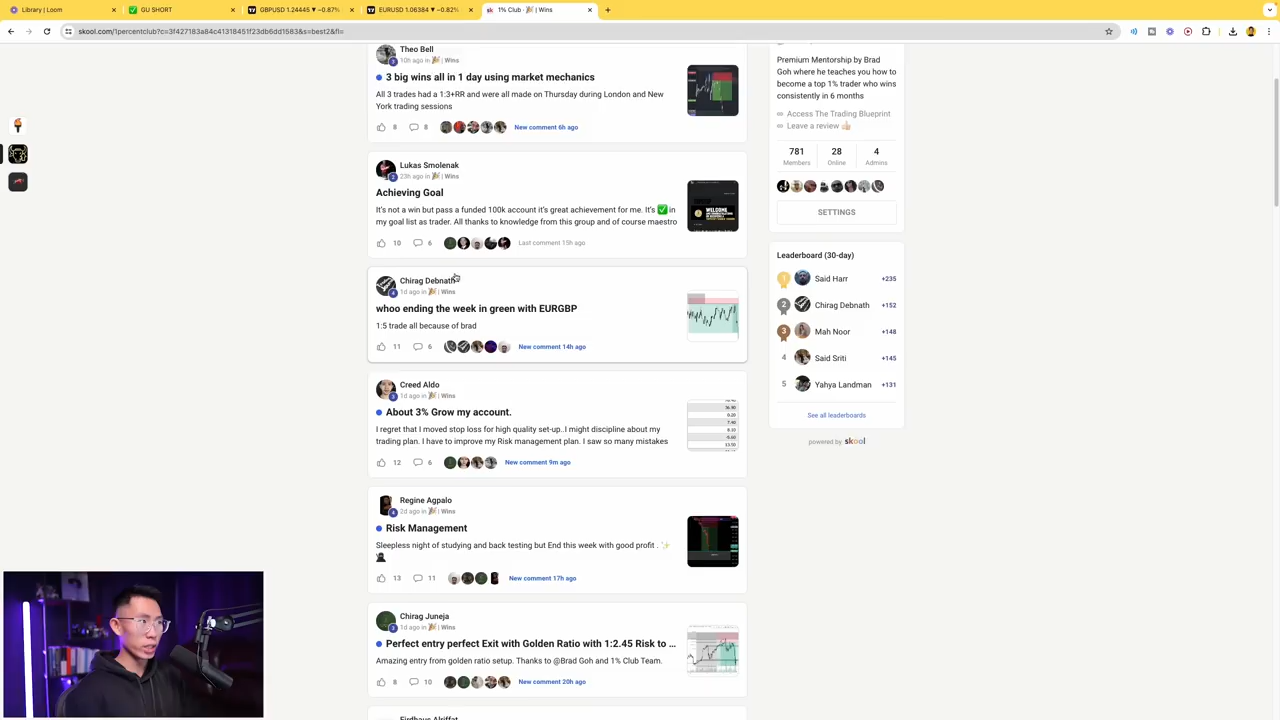 Library | Loom
GU SHORT
GBPUSD 1.24445 ▼ −0.87%
EURUSD 1.06384 ▼ −0.82%
1% Club · 🎉 | Wins
skool.com/1percentclub?c=3f427183a84c41318451f23db6dd1583&s=best2&fl=
Theo Bell
10h ago in 🎉 | Wins
3 big wins all in 1 day using market mechanics
All 3 trades had a 1:3+RR and were all made on Thursday during London and New
York trading sessions
8 8 New comment 6h ago
Lukas Smolenak
23h ago in 🎉 | Wins
Achieving Goal
It's not a win but pass a funded 100k account it's great achievement for me. It's ✅ in
my goal list as trader. All thanks to knowledge from this group and of course maestro
WELCOME
10 6 Last comment 15h ago
Chirag Debnath
1d ago in 🎉 | Wins
whoo ending the week in green with EURGBP
1:5 trade all because of brad
11 6 New comment 14h ago
Creed Aldo
1d ago in 🎉 | Wins
About 3% Grow my account.
I regret that I moved stop loss for high quality set-up..I might discipline about my
trading plan. I have to improve my Risk management plan. I saw so many mistakes
12 6 New comment 9m ago
Regine Agpalo
2d ago in 🎉 | Wins
Risk Management
Sleepless night of studying and back testing but End this week with good profit . ✨
🥷
13 11 New comment 17h ago
Chirag Juneja
1d ago in 🎉 | Wins
Perfect entry perfect Exit with Golden Ratio with 1:2.45 Risk to ...
Amazing entry from golden ratio setup. Thanks to @Brad Goh and 1% Club Team.
8 10 New comment 20h ago
Firdhaus Alriffat
Premium Mentorship by Brad
Goh where he teaches you how to
become a top 1% trader who wins
consistently in 6 months
Access The Trading Blueprint
Leave a review 👍🏻
781 28 4
Members Online Admins
SETTINGS
Leaderboard (30-day)
1 Said Harr +235
2 Chirag Debnath +152
3 Mah Noor +148
4 Said Sriti +145
5 Yahya Landman +131
See all leaderboards
powered by skool